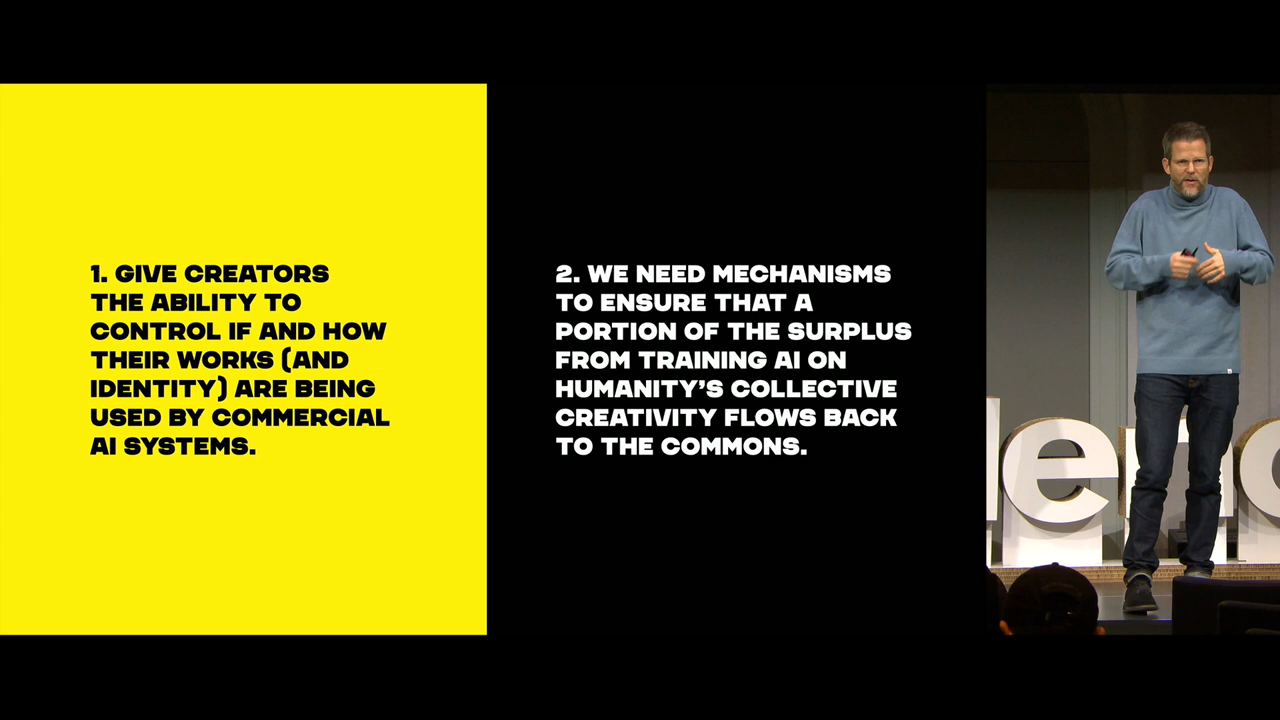 1. GIVE CREATORS
THE ABILITY TO
CONTROL IF AND HOW
THEIR WORKS (AND
IDENTITY) ARE BEING
USED BY COMMERCIAL
AI SYSTEMS.
2. WE NEED MECHANISMS
TO ENSURE THAT A
PORTION OF THE SURPLUS
FROM TRAINING AI ON
HUMANITY’S COLLECTIVE
CREATIVITY FLOWS BACK
TO THE COMMONS.